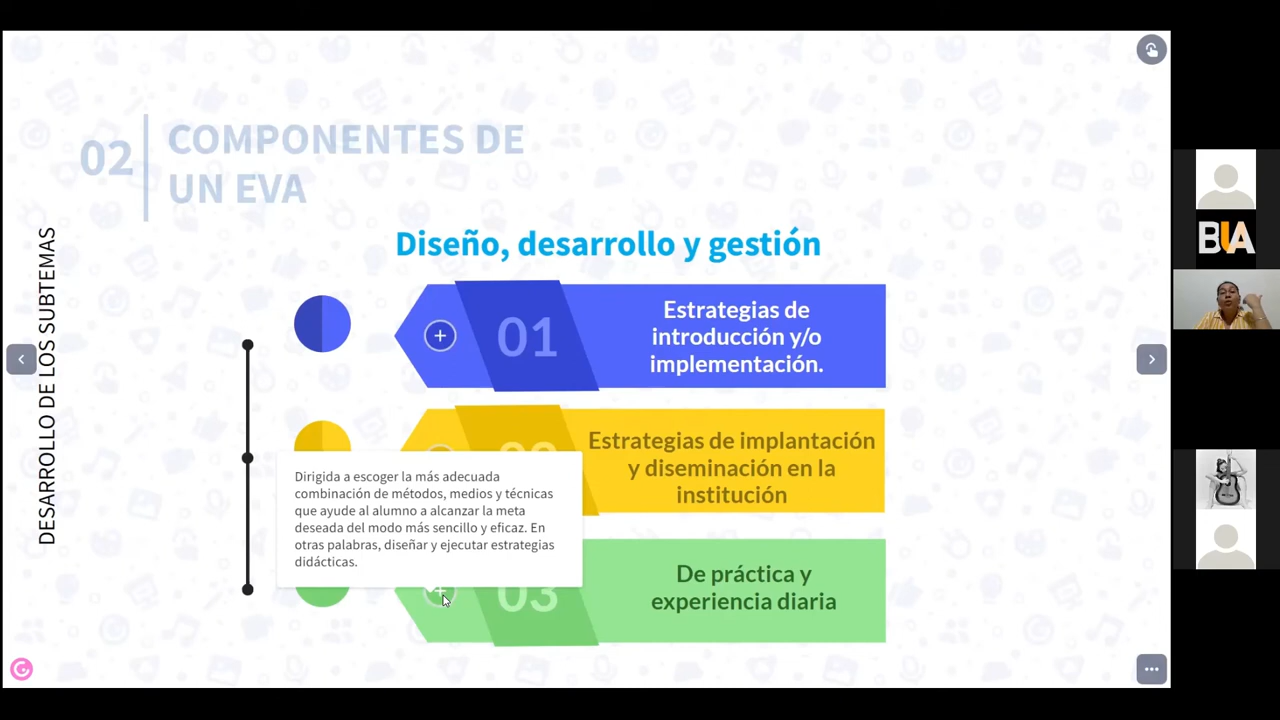 02
COMPONENTES DE
UN EVA
DESARROLLO DE LOS SUBTEMAS
Diseño, desarrollo y gestión
01
Estrategias de
introducción y/o
implementación.
Estrategias de implantación
y diseminación en la
institución
Dirigida a escoger la más adecuada
combinación de métodos, medios y técnicas
que ayude al alumno a alcanzar la meta
deseada del modo más sencillo y eficaz. En
otras palabras, diseñar y ejecutar estrategias
didácticas.
03
De práctica y
experiencia diaria
BUA